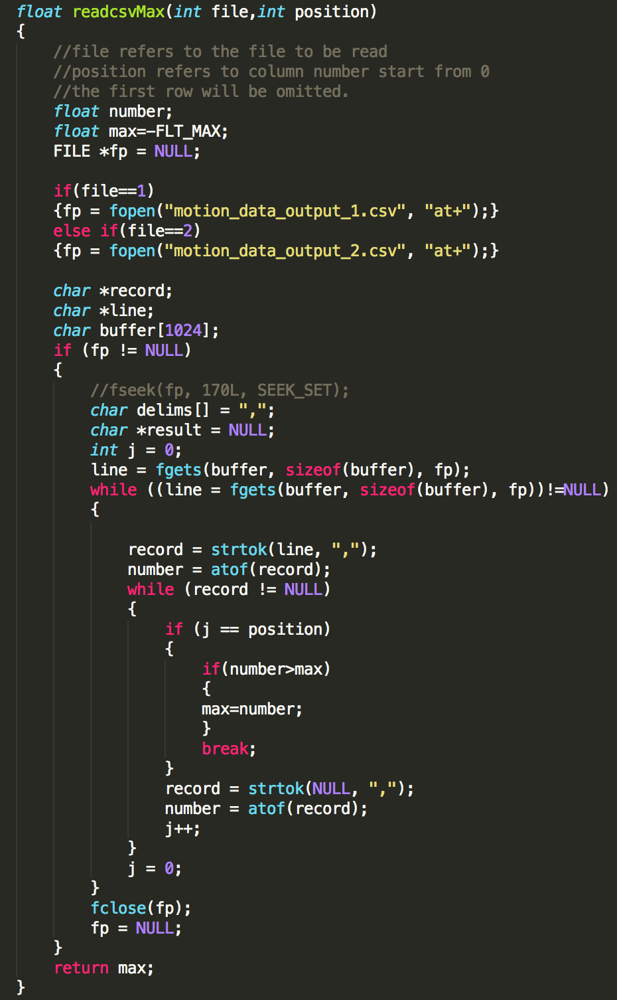 float readcsvMax(int file,int position)
{
    //file refers to the file to be read
    //position refers to column number start from 0
    //the first row will be omitted.
    float number;
    float max=-FLT_MAX;
    FILE *fp = NULL;

    if(file==1)
    {fp = fopen("motion_data_output_1.csv", "at+");}
    else if(file==2)
    {fp = fopen("motion_data_output_2.csv", "at+");}

    char *record;
    char *line;
    char buffer[1024];
    if (fp != NULL)
    {
        //fseek(fp, 170L, SEEK_SET);
        char delims[] = ",";
        char *result = NULL;
        int j = 0;
        line = fgets(buffer, sizeof(buffer), fp);
        while ((line = fgets(buffer, sizeof(buffer), fp))!=NULL)
        {

            record = strtok(line, ",");
            number = atof(record);
            while (record != NULL)
            {
                if (j == position)
                {
                    if(number>max)
                    {
                    max=number;
                    }
                    break;
                }
                record = strtok(NULL, ",");
                number = atof(record);
                j++;
            }
            j = 0;
        }
        fclose(fp);
        fp = NULL;
    }
    return max;
}